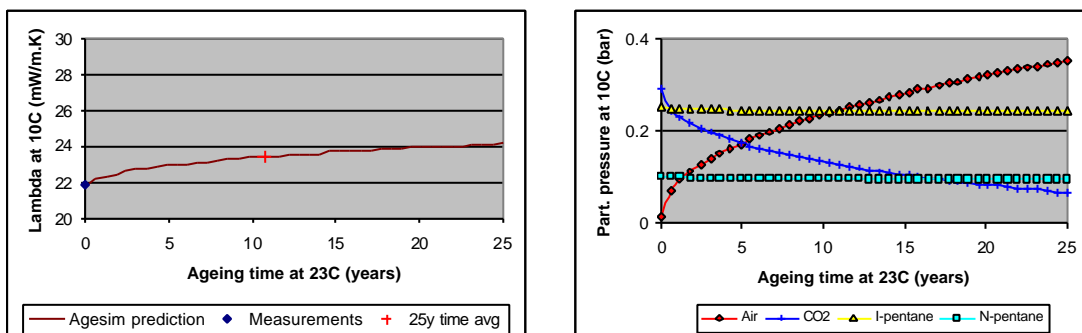 Lambda at 10C (mW/m.K)
30
28
26
24
22
20
0 5 10 15 20 25
Ageing time at 23C (years)
Agesim prediction Measurements 25y time avg
Part. pressure at 10C (bar)
0.4
0.2
0
0 5 10 15 20 25
Ageing time at 23C (years)
Air CO2 I-pentane N-pentane